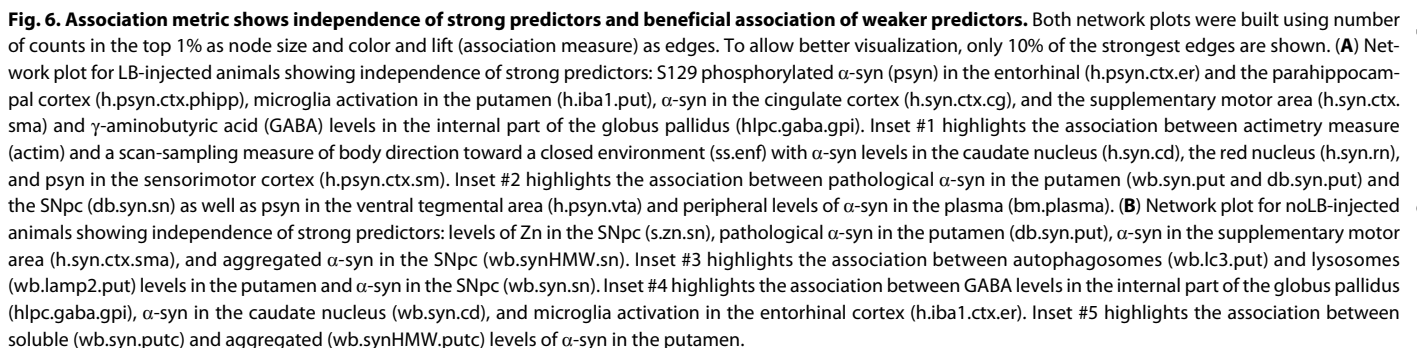 Fig. 6. Association metric shows independence of strong predictors and beneficial association of weaker predictors. Both network plots were built using number
of counts in the top 1% as node size and color and lift (association measure) as edges. To allow better visualization, only 10% of the strongest edges are shown. (A) Net-
work plot for LB-injected animals showing independence of strong predictors: S129 phosphorylated α-syn (psyn) in the entorhinal (h.psyn.ctx.er) and the parahippocam-
pal cortex (h.psyn.ctx.phipp), microglia activation in the putamen (h.iba1.put), α-syn in the cingulate cortex (h.syn.ctx.cg), and the supplementary motor area (h.syn.ctx.
sma) and γ-aminobutyric acid (GABA) levels in the internal part of the globus pallidus (hlpc.gaba.gpi). Inset #1 highlights the association between actimetry measure
(actim) and a scan-sampling measure of body direction toward a closed environment (ss.enf) with α-syn levels in the caudate nucleus (h.syn.cd), the red nucleus (h.syn.rn),
and psyn in the sensorimotor cortex (h.psyn.ctx.sm). Inset #2 highlights the association between pathological α-syn in the putamen (wb.syn.put and db.syn.put) and
the SNpc (db.syn.sn) as well as psyn in the ventral tegmental area (h.psyn.vta) and peripheral levels of α-syn in the plasma (bm.plasma). (B) Network plot for noLB-injected
animals showing independence of strong predictors: levels of Zn in the SNpc (s.zn.sn), pathological α-syn in the putamen (db.syn.put), α-syn in the supplementary motor
area (h.syn.ctx.sma), and aggregated α-syn in the SNpc (wb.synHMW.sn). Inset #3 highlights the association between autophagosomes (wb.lc3.put) and lysosomes
(wb.lamp2.put) levels in the putamen and α-syn in the SNpc (wb.syn.sn). Inset #4 highlights the association between GABA levels in the internal part of the globus pallidus
(hlpc.gaba.gpi), α-syn in the caudate nucleus (wb.syn.cd), and microglia activation in the entorhinal cortex (h.iba1.ctx.er). Inset #5 highlights the association between
soluble (wb.syn.putc) and aggregated (wb.synHMW.putc) levels of α-syn in the putamen.